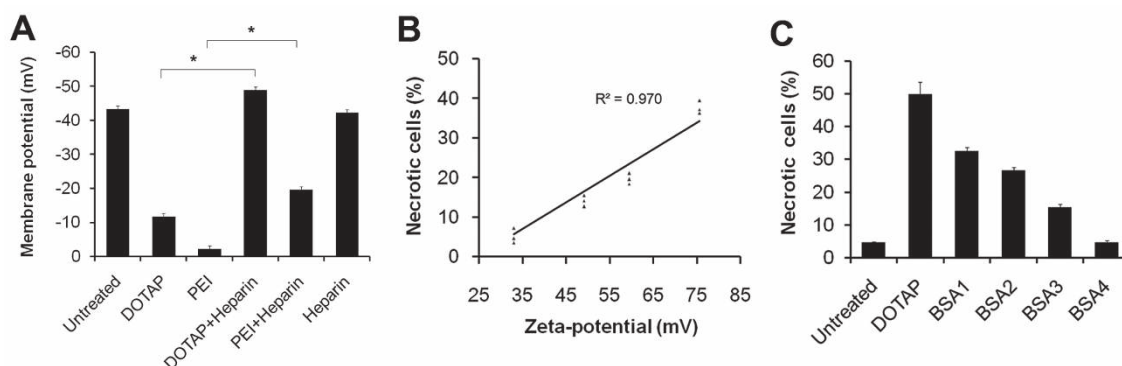 A
Membrane potential (mV)
-60
-50
-40
-30
-20
-10
0
*
*
Untreated
DOTAP
PEI
DOTAP+Heparin
PEI+Heparin
Heparin
B
Necrotic cells (%)
50
40
30
20
10
0
R² = 0.970
25 35 45 55 65 75 85
Zeta-potential (mV)
C
Necrotic cells (%)
60
50
40
30
20
10
0
Untreated
DOTAP
BSA1
BSA2
BSA3
BSA4